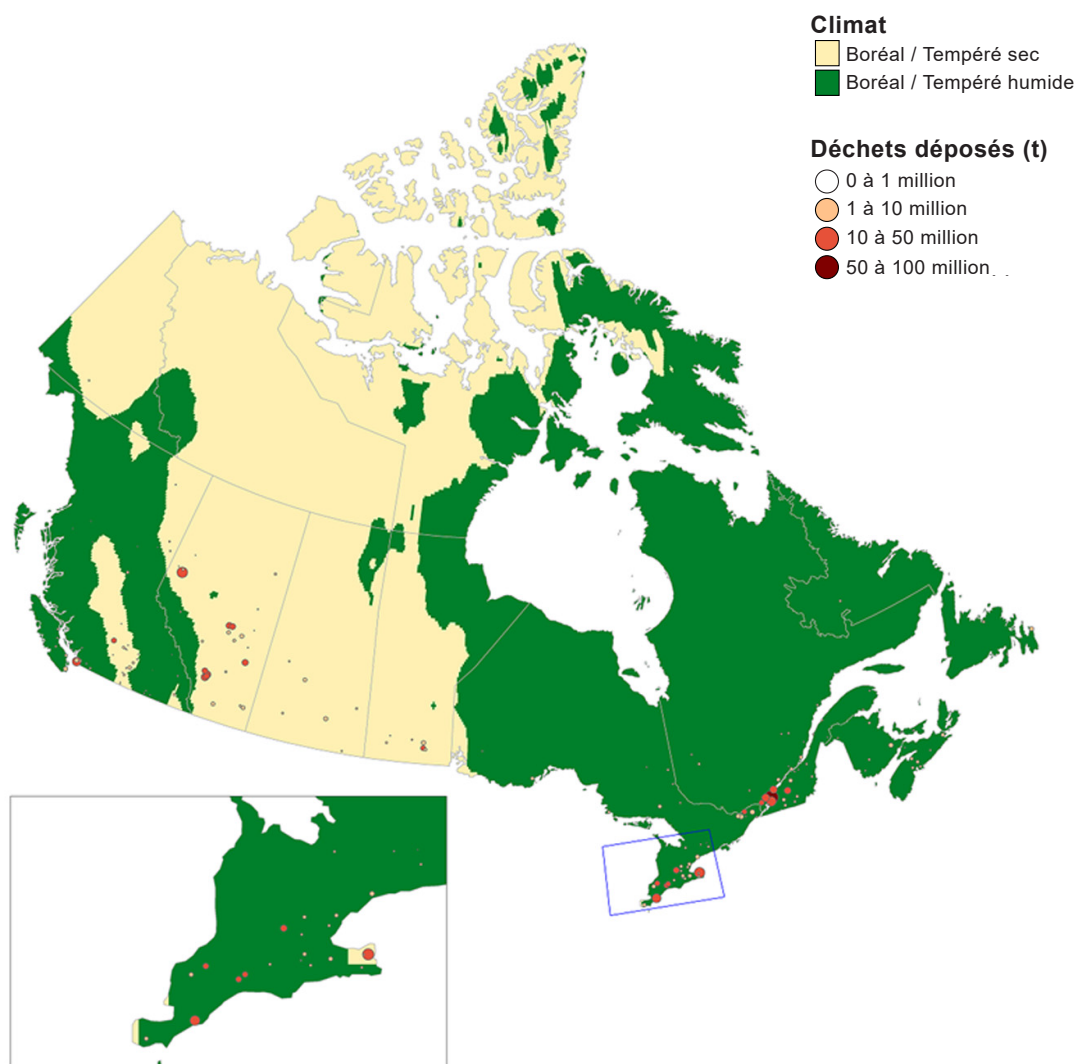 Climat
Boréal / Tempéré sec
Boréal / Tempéré humide
Déchets déposés (t)
0 à 1 million
1 à 10 million
10 à 50 million
50 à 100 million